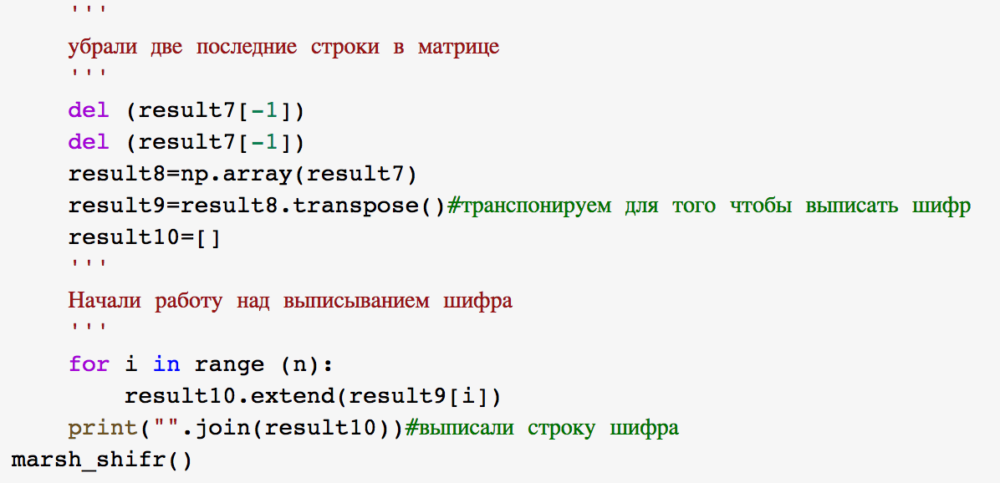 '''
убрали две последние строки в матрице
'''
del (result7[-1])
del (result7[-1])
result8=np.array(result7)
result9=result8.transpose()#транспонируем для того чтобы выписать шифр
result10=[]
'''
Начали работу над выписыванием шифра
'''
for i in range (n):
    result10.extend(result9[i])
print("".join(result10))#выписали строку шифра
marsh_shifr()